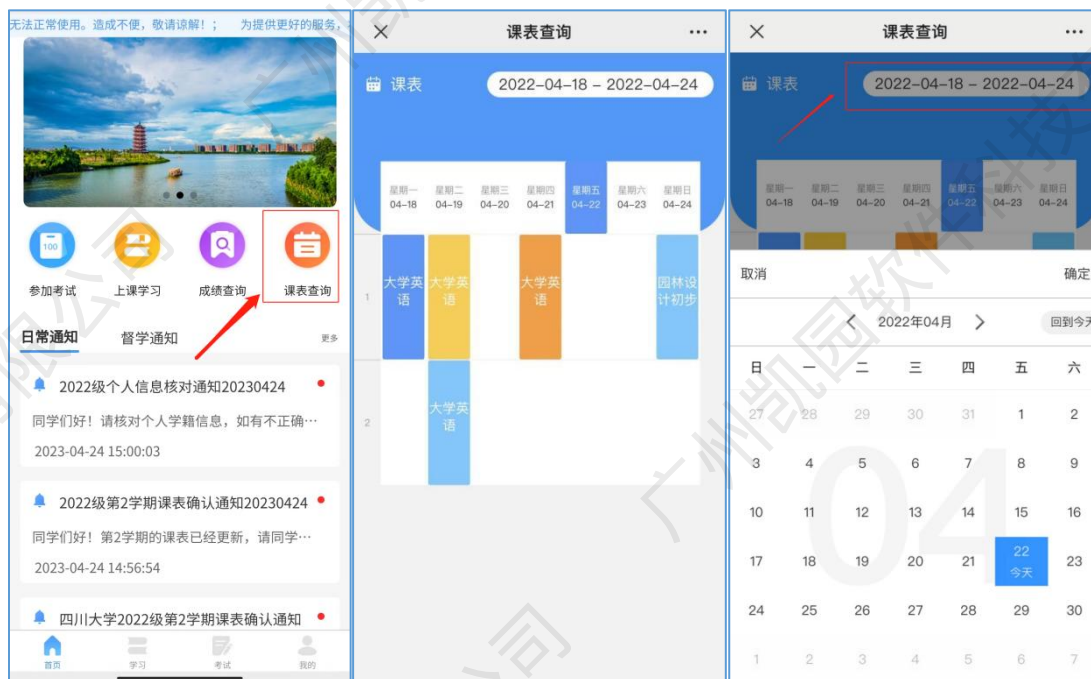 无法正常使用。造成不便，敬请谅解！； 为提供更好的服务，
100
参加考试 上课学习 成绩查询 课表查询
日常通知 督学通知 更多
2022级个人信息核对通知20230424
同学们好！请核对个人学籍信息，如有不正确…
2023-04-24 15:00:03
2022级第2学期课表确认通知20230424
同学们好！第2学期的课表已经更新，请同学…
2023-04-24 14:56:54
四川大学2022级第2学期课表确认通知
首页 学习 考试 我的
课表查询
课表 2022-04-18 – 2022-04-24
星期一 星期二 星期三 星期四 星期五 星期六 星期日
04-18 04-19 04-20 04-21 04-22 04-23 04-24
1 大学英语 大学英语 大学英语 园林设计初步
2 大学英语
课表查询
课表 2022-04-18 – 2022-04-24
星期一 星期二 星期三 星期四 星期五 星期六 星期日
04-18 04-19 04-20 04-21 04-22 04-23 04-24
取消 确定
2022年04月 回到今天
日 一 二 三 四 五 六
04
27 28 29 30 31 1 2
3 4 5 6 7 8 9
10 11 12 13 14 15 16
17 18 19 20 21 22 23
今天
24 25 26 27 28 29 30
1 2 3 4 5 6 7
广州凯园软件科技有限公司